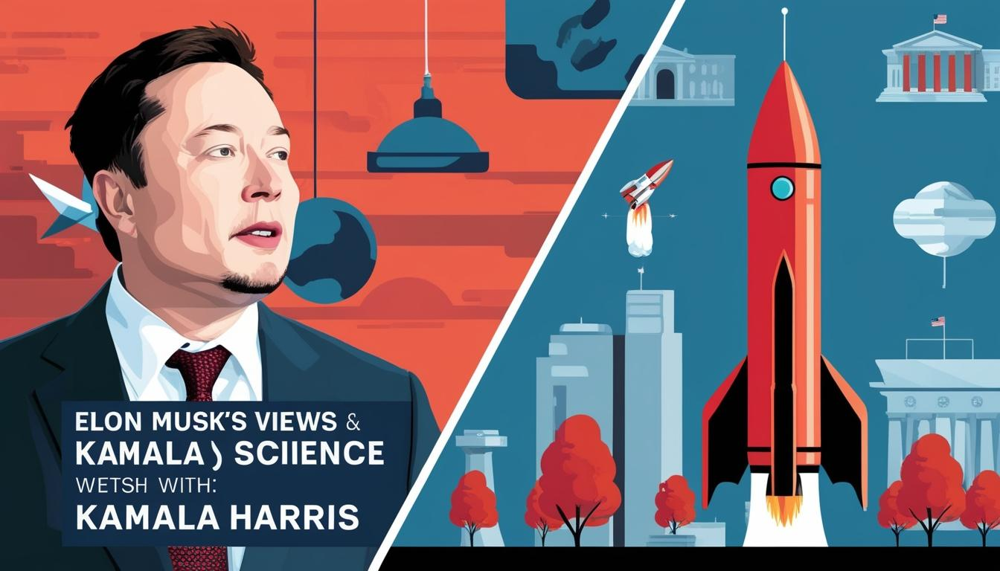 ELON MUSK'S VIEWS &
KAMALA) SCIIENCE
WETSH WITH:
KAMALA HARRIS